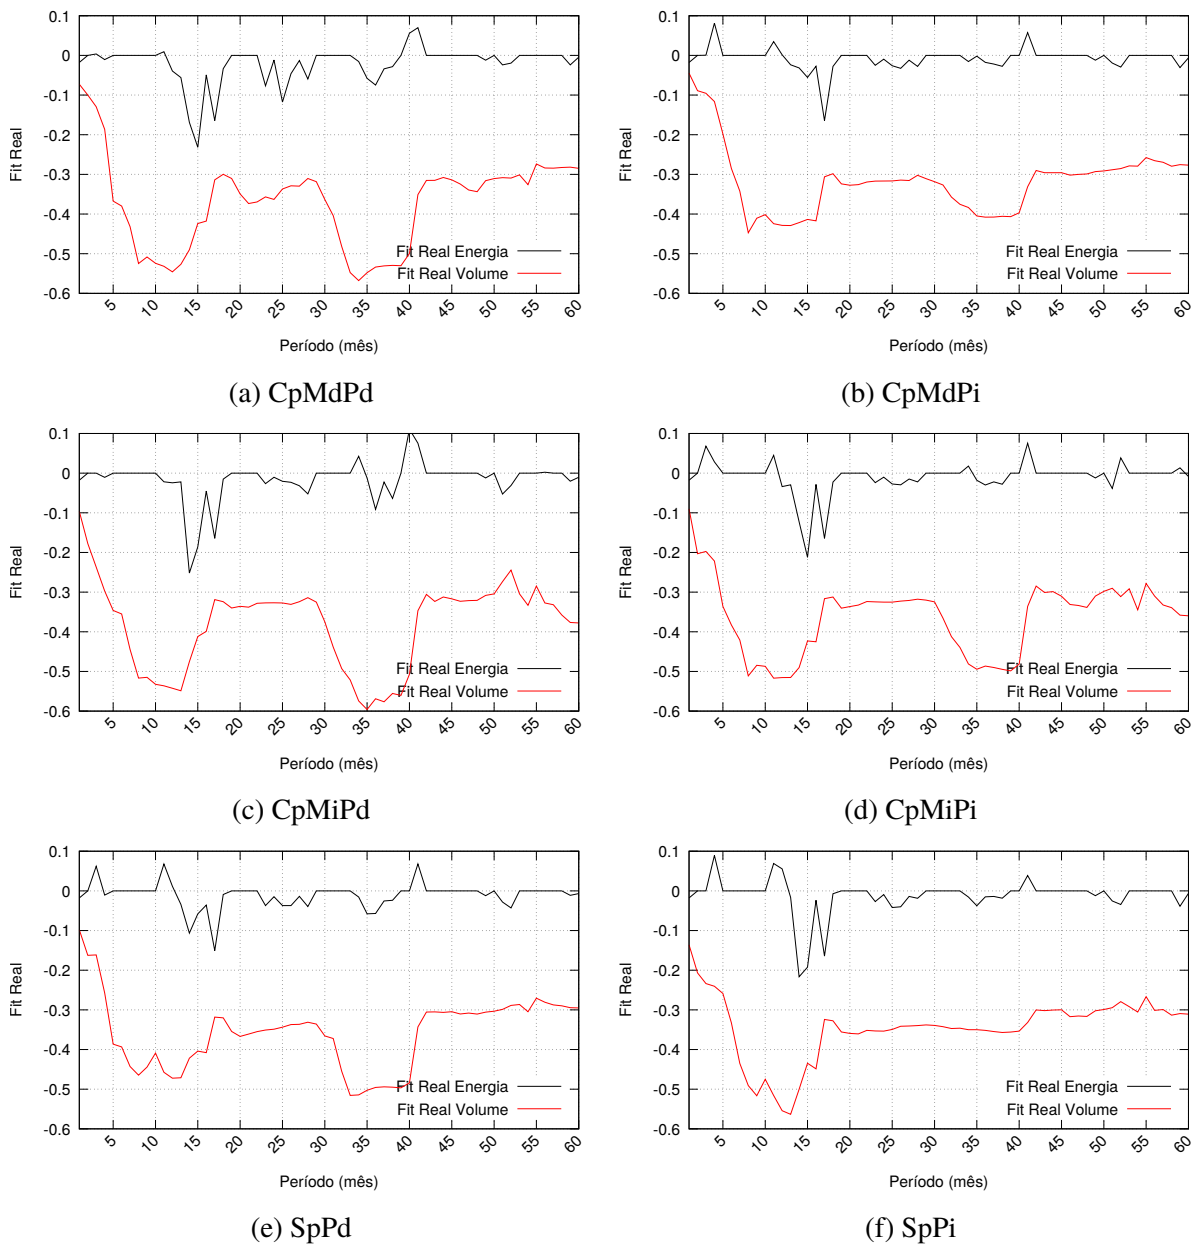 0.1
0
-0.1
-0.2
-0.3
-0.4
-0.5
-0.6
Fit Real
Fit Real Energia
Fit Real Volume
5 10 15 20 25 30 35 40 45 50 55 60
Período (mês)
(a) CpMdPd
0.1
0
-0.1
-0.2
-0.3
-0.4
-0.5
-0.6
Fit Real
Fit Real Energia
Fit Real Volume
5 10 15 20 25 30 35 40 45 50 55 60
Período (mês)
(b) CpMdPi
0.1
0
-0.1
-0.2
-0.3
-0.4
-0.5
-0.6
Fit Real
Fit Real Energia
Fit Real Volume
5 10 15 20 25 30 35 40 45 50 55 60
Período (mês)
(c) CpMiPd
0.1
0
-0.1
-0.2
-0.3
-0.4
-0.5
-0.6
Fit Real
Fit Real Energia
Fit Real Volume
5 10 15 20 25 30 35 40 45 50 55 60
Período (mês)
(d) CpMiPi
0.1
0
-0.1
-0.2
-0.3
-0.4
-0.5
-0.6
Fit Real
Fit Real Energia
Fit Real Volume
5 10 15 20 25 30 35 40 45 50 55 60
Período (mês)
(e) SpPd
0.1
0
-0.1
-0.2
-0.3
-0.4
-0.5
-0.6
Fit Real
Fit Real Energia
Fit Real Volume
5 10 15 20 25 30 35 40 45 50 55 60
Período (mês)
(f) SpPi